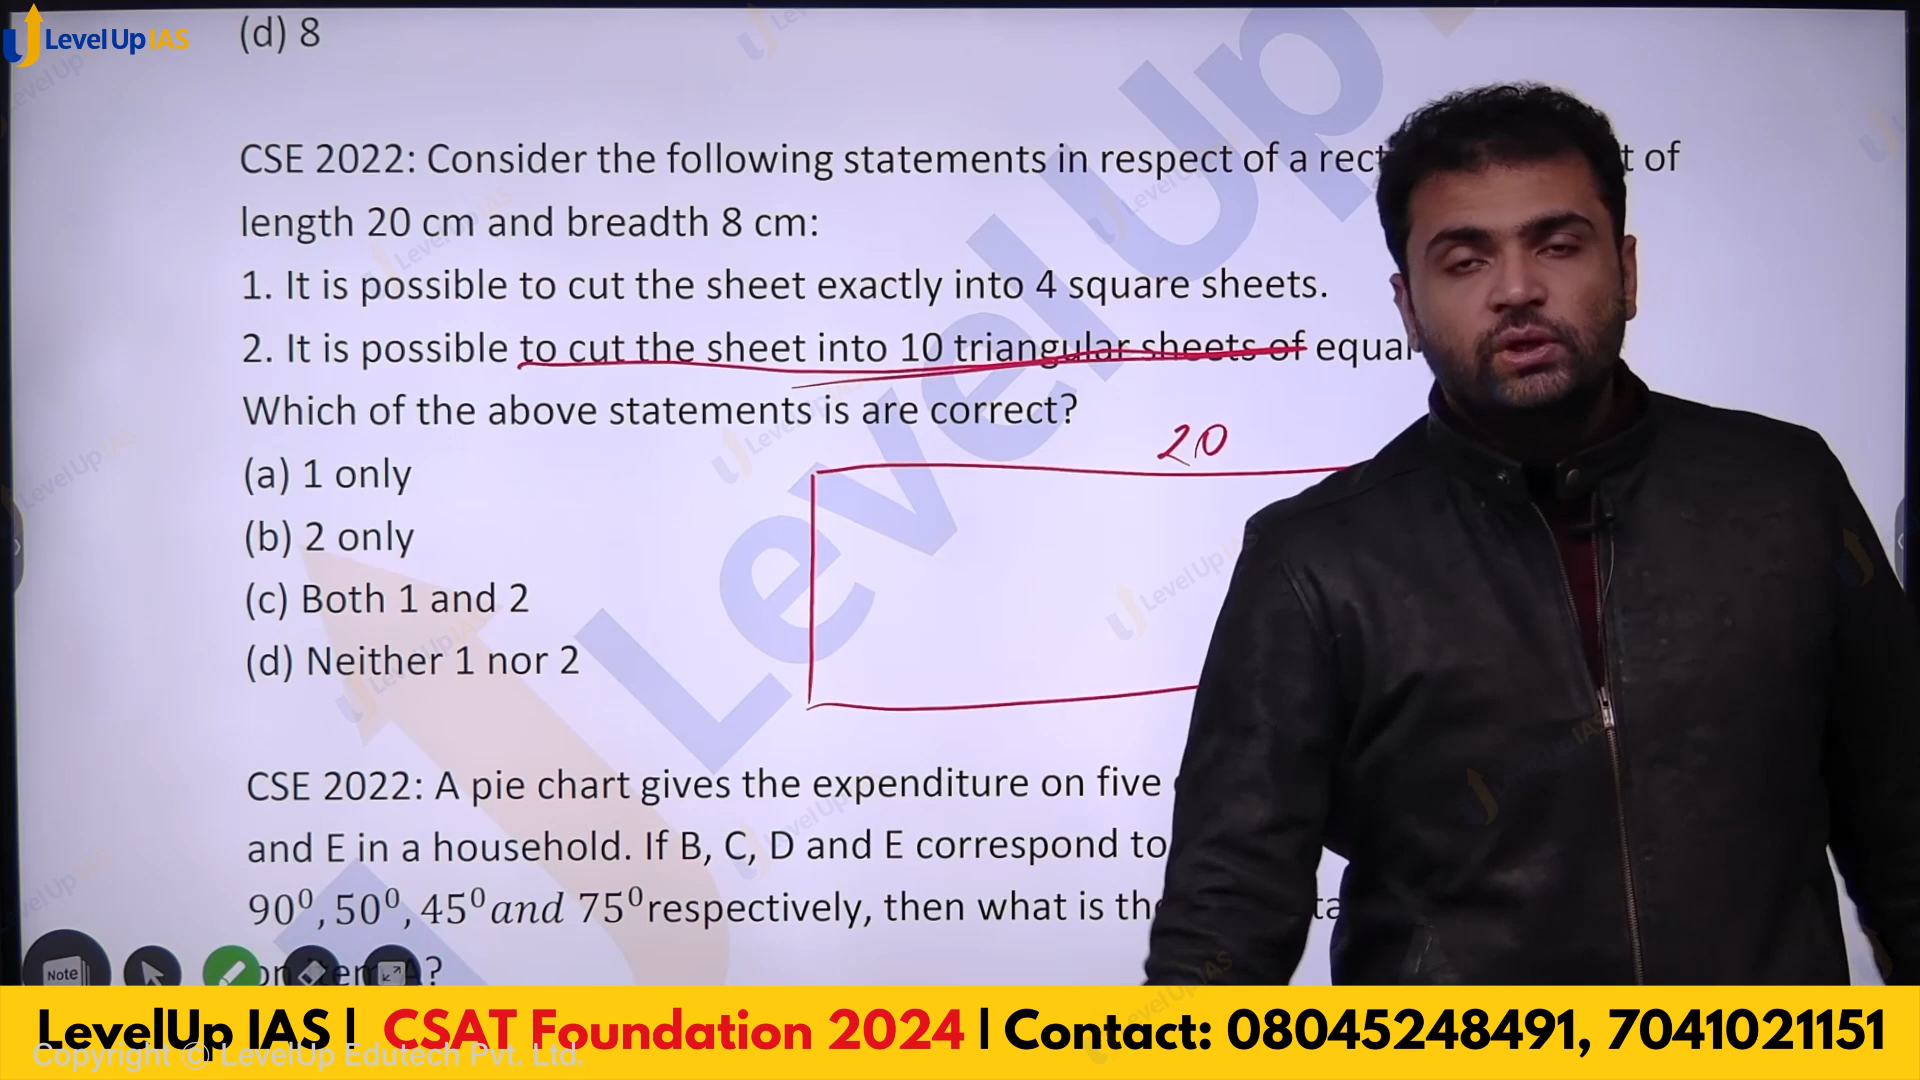 LevelUp IAS
(d) 8
CSE 2022: Consider the following statements in respect of a rect t of
length 20 cm and breadth 8 cm:
1. It is possible to cut the sheet exactly into 4 square sheets.
2. It is possible to cut the sheet into 10 triangular sheets of equal
Which of the above statements is are correct?
20
(a) 1 only
(b) 2 only
(c) Both 1 and 2
(d) Neither 1 nor 2
CSE 2022: A pie chart gives the expenditure on five
and E in a household. If B, C, D and E correspond to
90⁰, 50⁰, 45⁰ and 75⁰ respectively, then what is the
on item A?
Note
LevelUp IAS | CSAT Foundation 2024 | Contact: 08045248491, 7041021151
Copyright © LevelUp Edutech Pvt. Ltd.